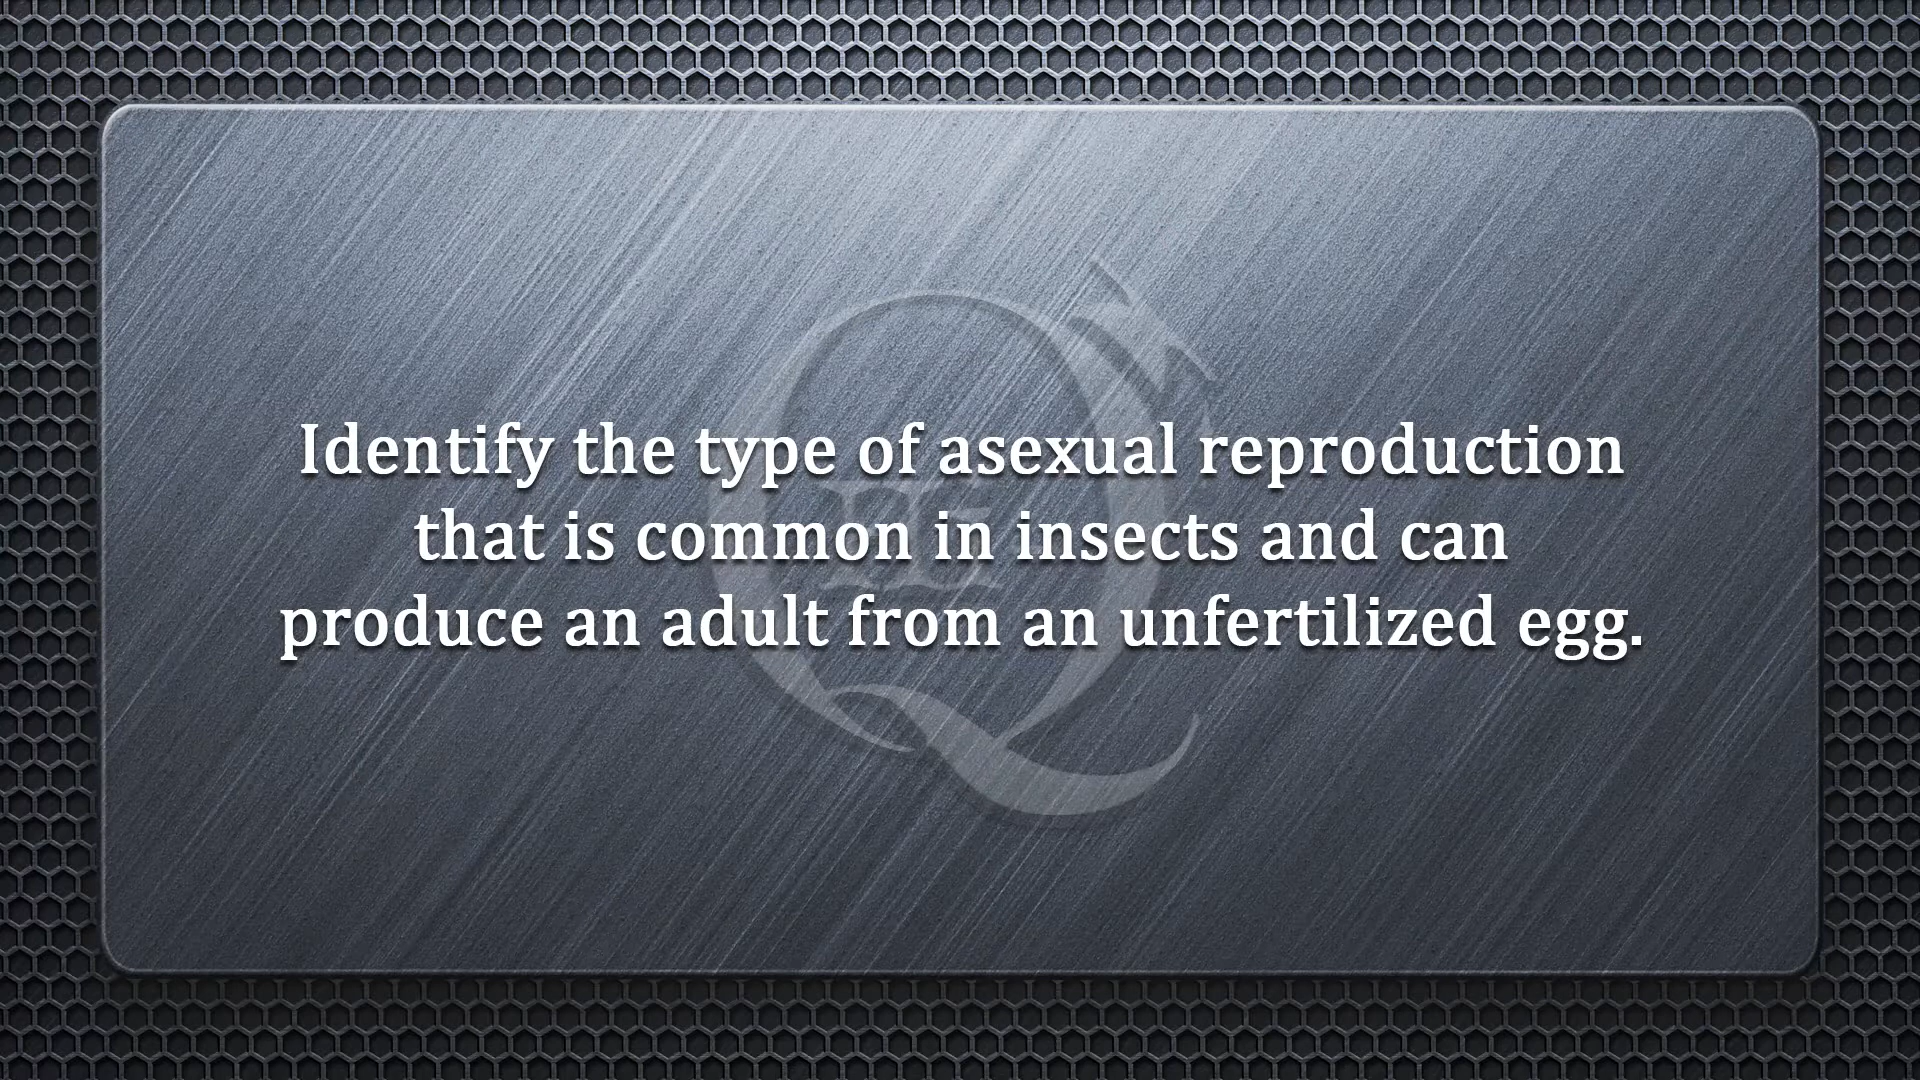 Identify the type of asexual reproduction
that is common in insects and can
produce an adult from an unfertilized egg.